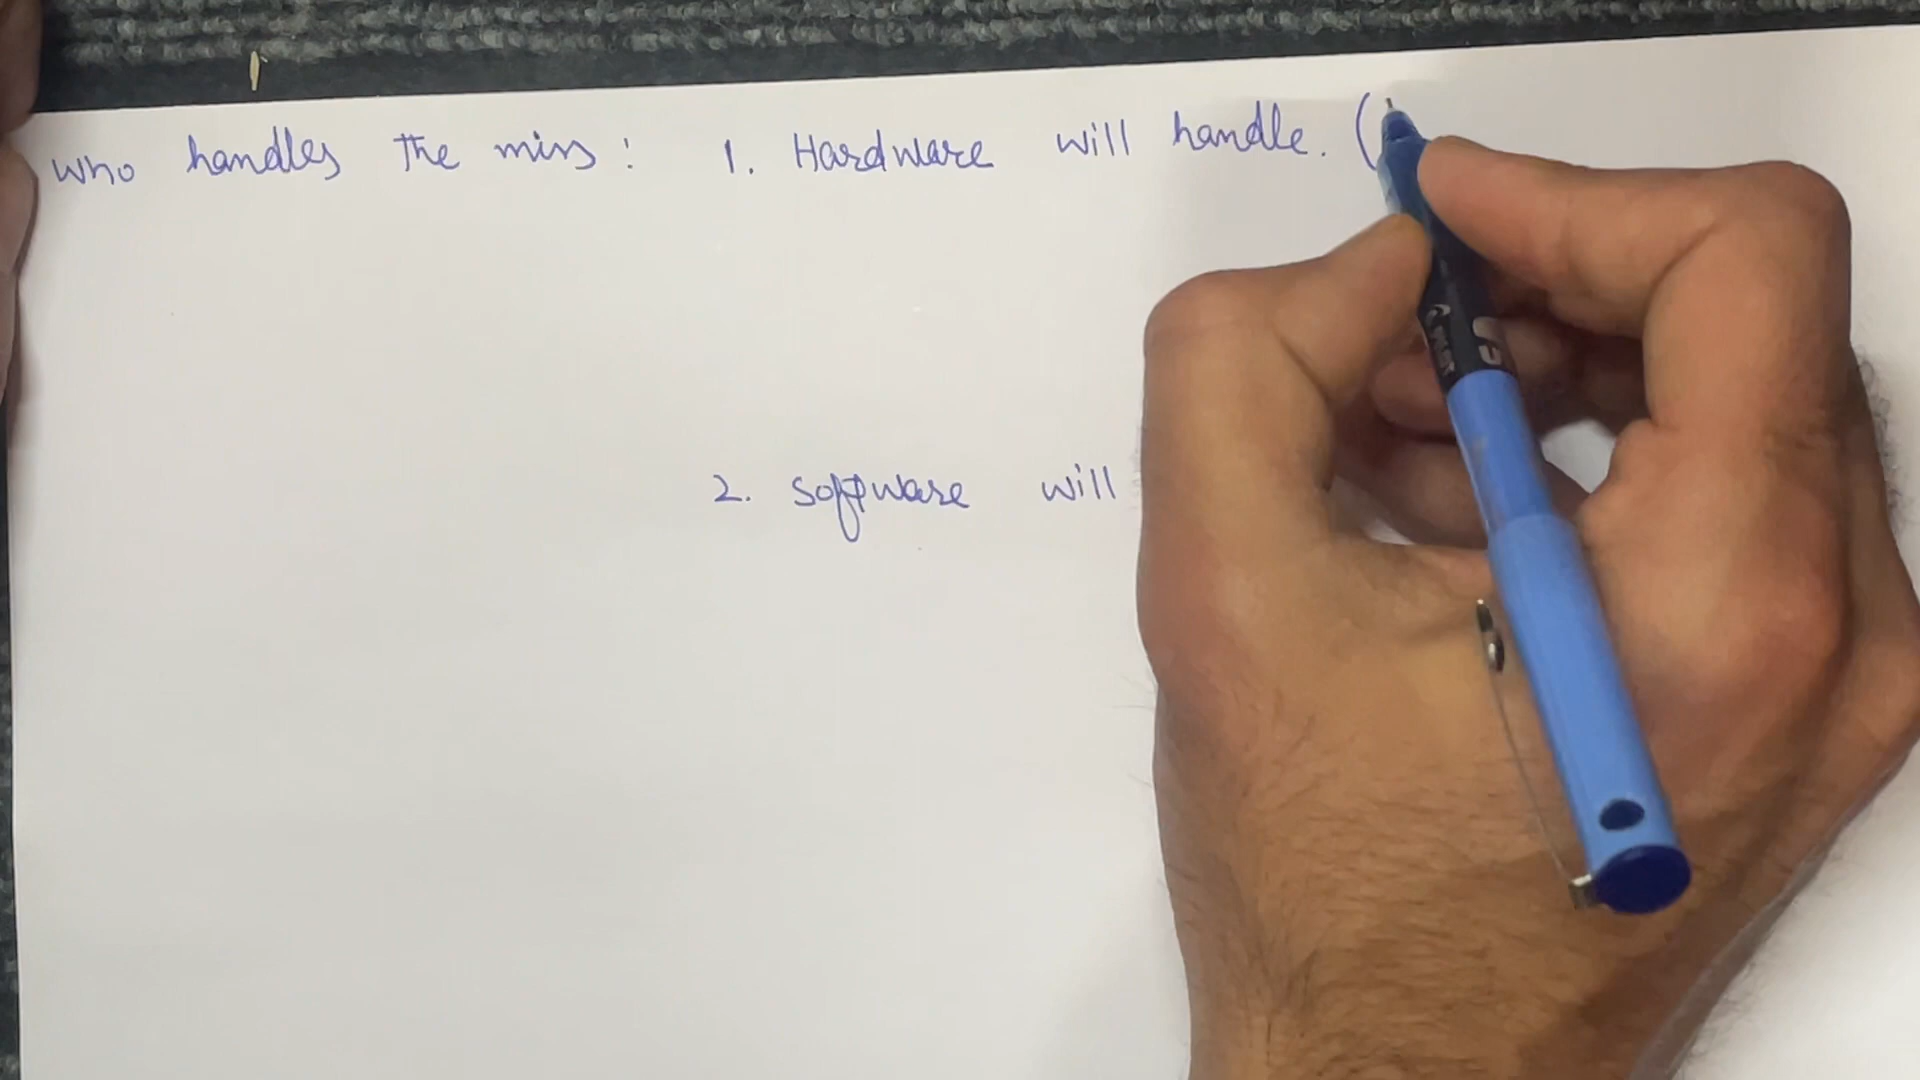 Who handles the miss : 1. Hardware will handle. (
2. software will